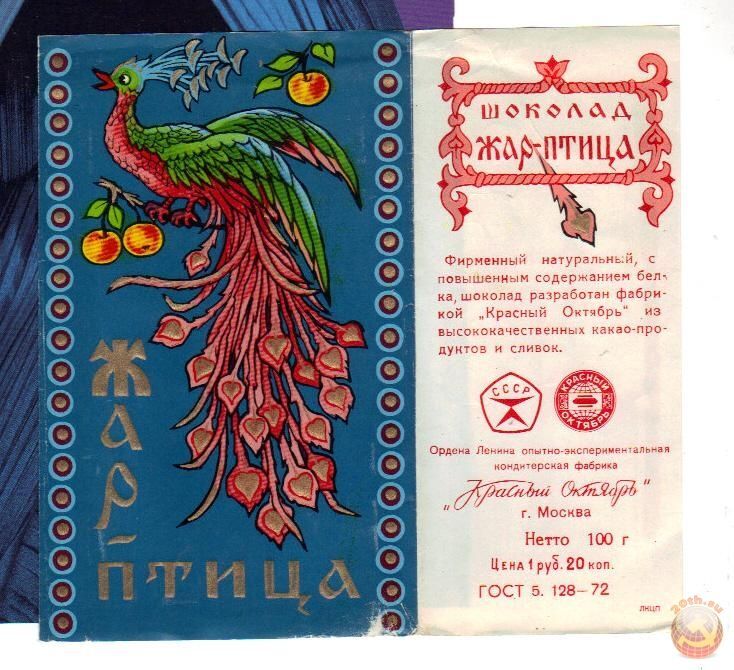 ЖАР-
ПТИЦА
ШОКОЛАД
ЖАР-ПТИЦА
Фирменный натуральный, с
повышенным содержанием бел-
ка, шоколад разработан фабри-
кой „Красный Октябрь" из
высококачественных какао-про-
дуктов и сливок.
СССР
КРАСНЫЙ
ОКТЯБРЬ
Ордена Ленина опытно-экспериментальная
кондитерская фабрика
„Красный Октябрь"
г. Москва
Нетто 100 г
ЦЕНА 1 руб. 20 коп.
ГОСТ 5. 128—72
ЛКЦП
20th.su